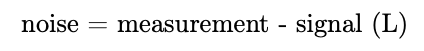 noise = measurement - signal (L)